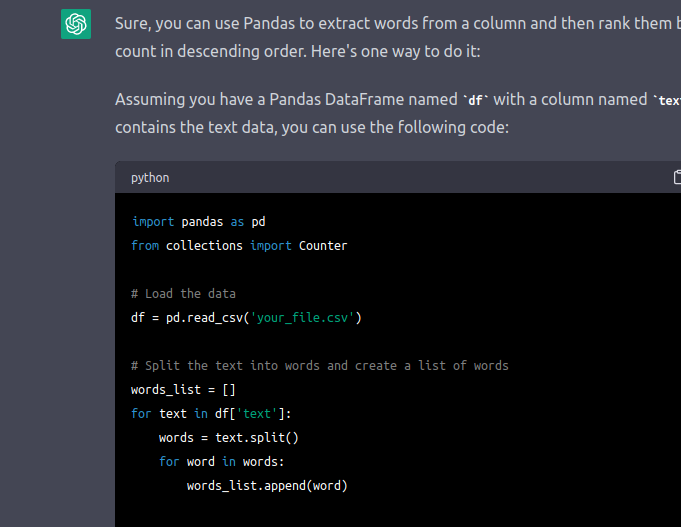 Sure, you can use Pandas to extract words from a column and then rank them
count in descending order. Here's one way to do it:
Assuming you have a Pandas DataFrame named `df` with a column named
contains the text data, you can use the following code:
python
import pandas as pd
from collections import Counter
# Load the data
df = pd.read_csv('your_file.csv')
# Split the text into words and create a list of words
words_list = []
for text in df['text']:
    words = text.split()
    for word in words:
        words_list.append(word)